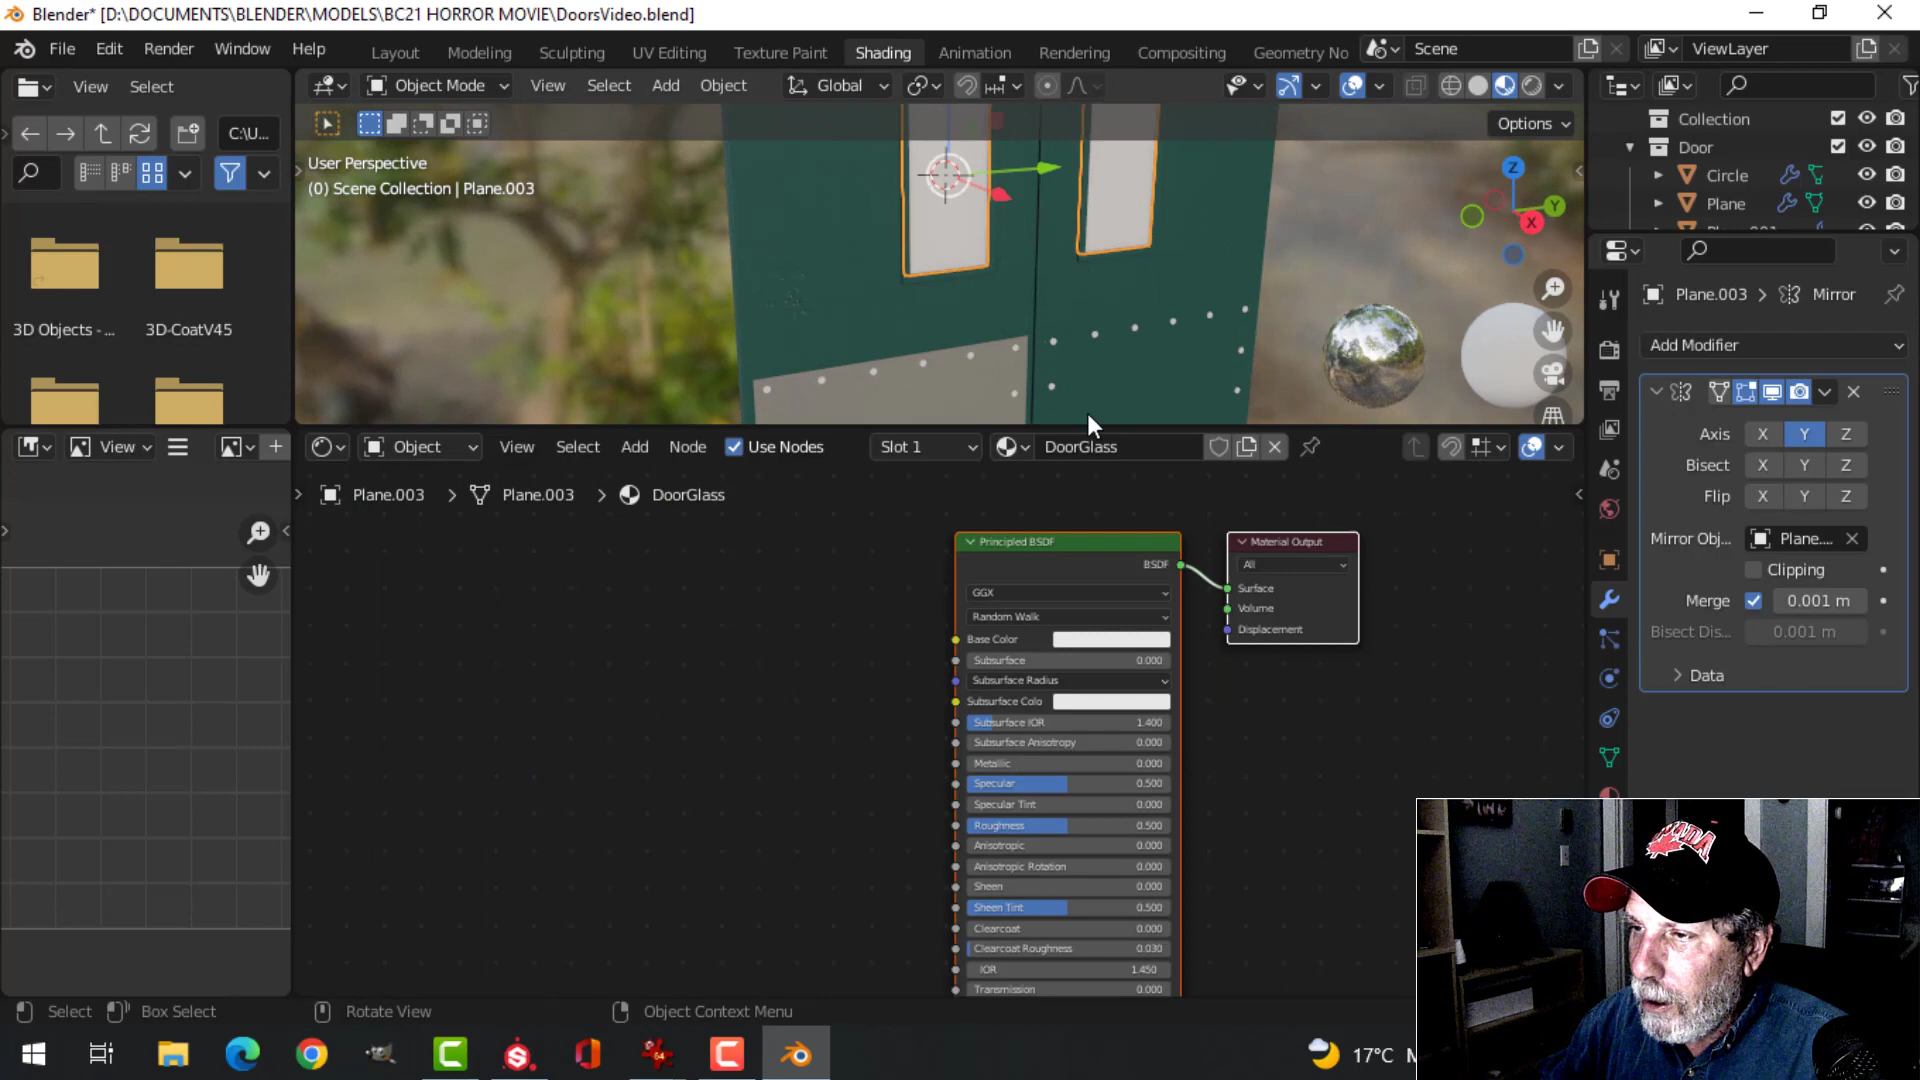 Blender* [D:\DOCUMENTS\BLENDER\MODELS\BC21 HORROR MOVIE\DoorsVideo.blend]
File Edit Render Window Help Layout Modeling Sculpting UV Editing Texture Paint Shading Animation Rendering Compositing Geometry No Scene ViewLayer
View Select Object Mode View Select Add Object Global
C:\U... Options Collection
User Perspective Door
(0) Scene Collection | Plane.003 Circle
Z Y X Plane
3D Objects - ... 3D-CoatV45
Plane.003 > Mirror
Add Modifier
View Object View Select Add Node Use Nodes Slot 1 DoorGlass
Axis X Y Z
Bisect X Y Z
Flip X Y Z
Plane.003 > Plane.003 > DoorGlass
Mirror Obj... Plane....
Clipping
Merge 0.001 m
Bisect Dis... 0.001 m
Data
Principled BSDF Material Output
BSDF All
GGX Surface
Random Walk Volume
Base Color Displacement
Subsurface 0.000
Subsurface Radius
Subsurface Colo
Subsurface IOR 1.400
Subsurface Anisotropy 0.000
Metallic 0.000
Specular 0.500
Specular Tint 0.000
Roughness 0.500
Anisotropic 0.000
Anisotropic Rotation 0.000
Sheen 0.000
Sheen Tint 0.500
Clearcoat 0.000
Clearcoat Roughness 0.030
IOR 1.450
Transmission 0.000
Select Box Select Rotate View Object Context Menu
17°C